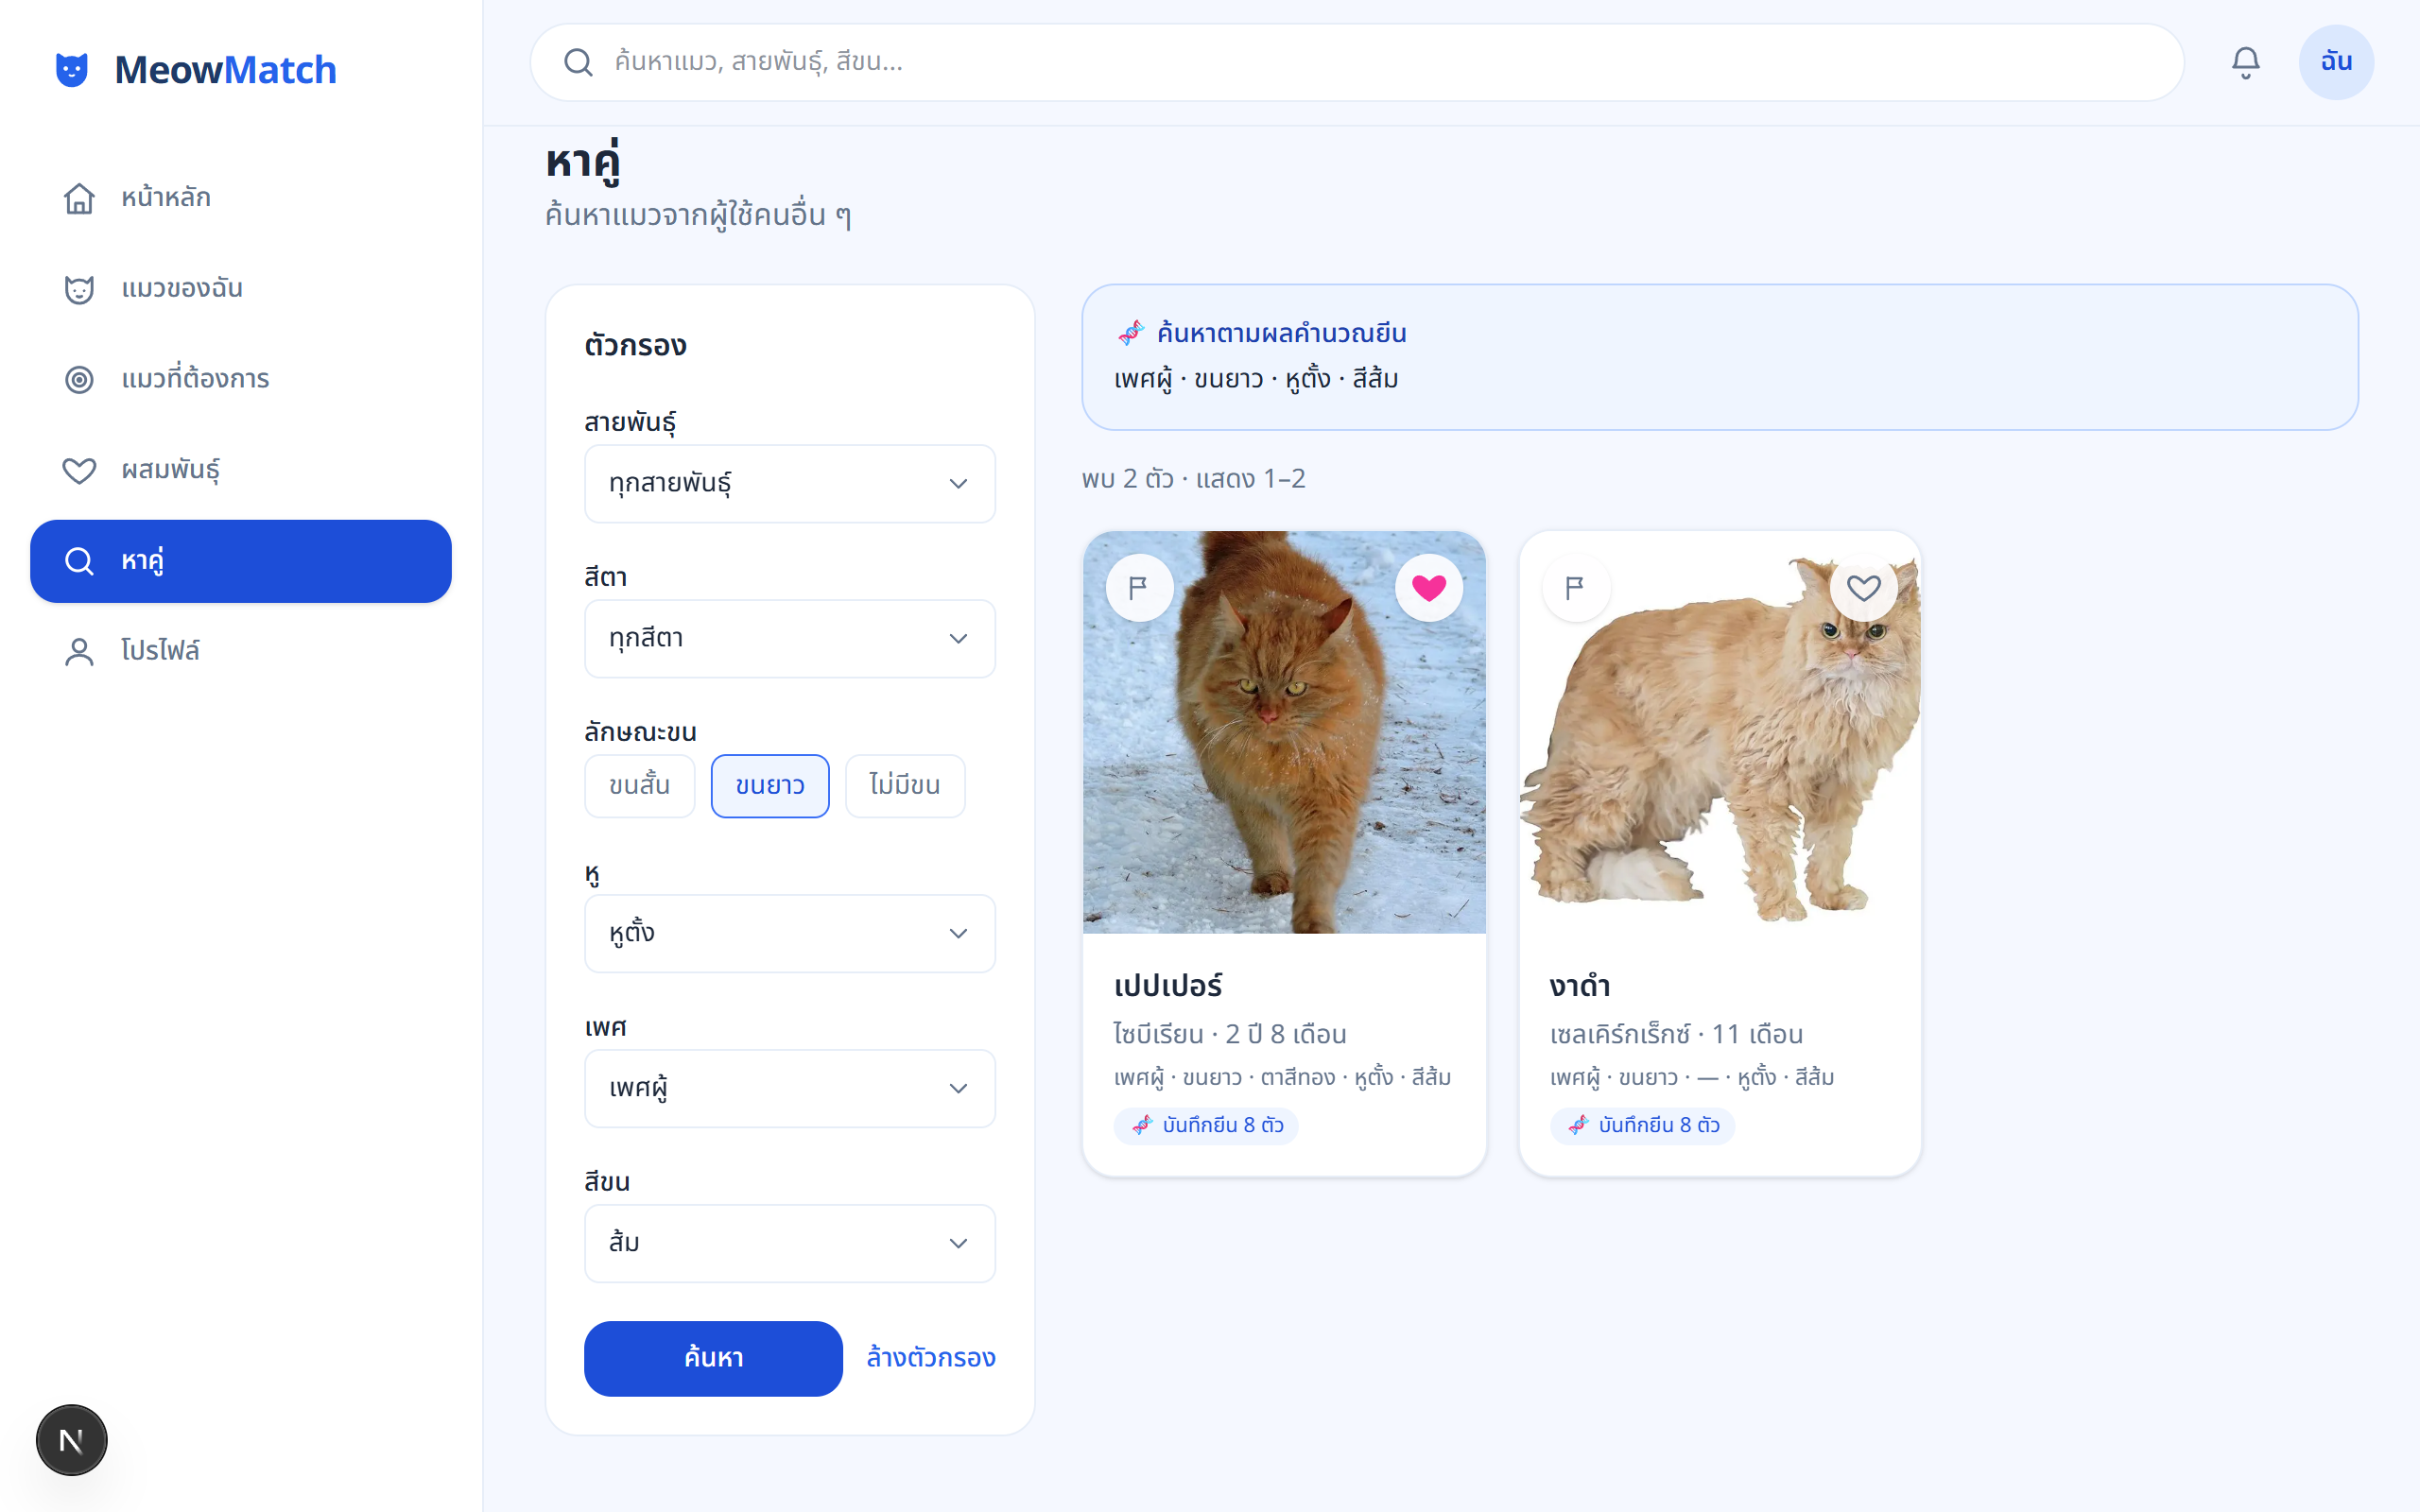 MeowMatch
ค้นหาแมว, สายพันธุ์, สีขน...
ฉัน
หน้าหลัก
แมวของฉัน
แมวที่ต้องการ
ผสมพันธุ์
หาคู่
โปรไฟล์
หาคู่
ค้นหาแมวจากผู้ใช้คนอื่น ๆ
ตัวกรอง
สายพันธุ์
ทุกสายพันธุ์
สีตา
ทุกสีตา
ลักษณะขน
ขนสั้น ขนยาว ไม่มีขน
หู
หูตั้ง
เพศ
เพศผู้
สีขน
ส้ม
ค้นหา ล้างตัวกรอง
ค้นหาตามผลคำนวณยีน
เพศผู้ · ขนยาว · หูตั้ง · สีส้ม
พบ 2 ตัว · แสดง 1–2
เปปเปอร์
ไซบีเรียน · 2 ปี 8 เดือน
เพศผู้ · ขนยาว · ตาสีทอง · หูตั้ง · สีส้ม
บันทึกยีน 8 ตัว
งาดำ
เซลเคิร์กเร็กซ์ · 11 เดือน
เพศผู้ · ขนยาว · — · หูตั้ง · สีส้ม
บันทึกยีน 8 ตัว
N